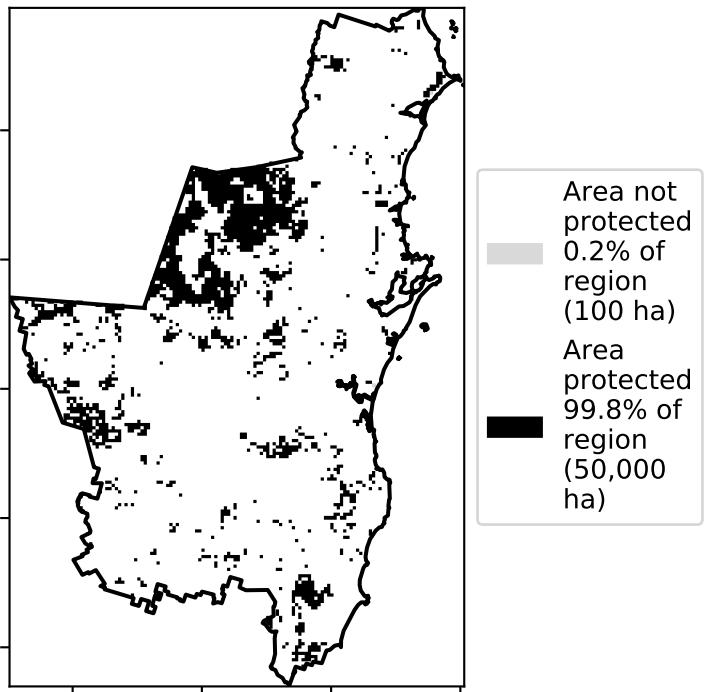 Area not
protected
0.2% of
region
(100 ha)
Area
protected
99.8% of
region
(50,000
ha)